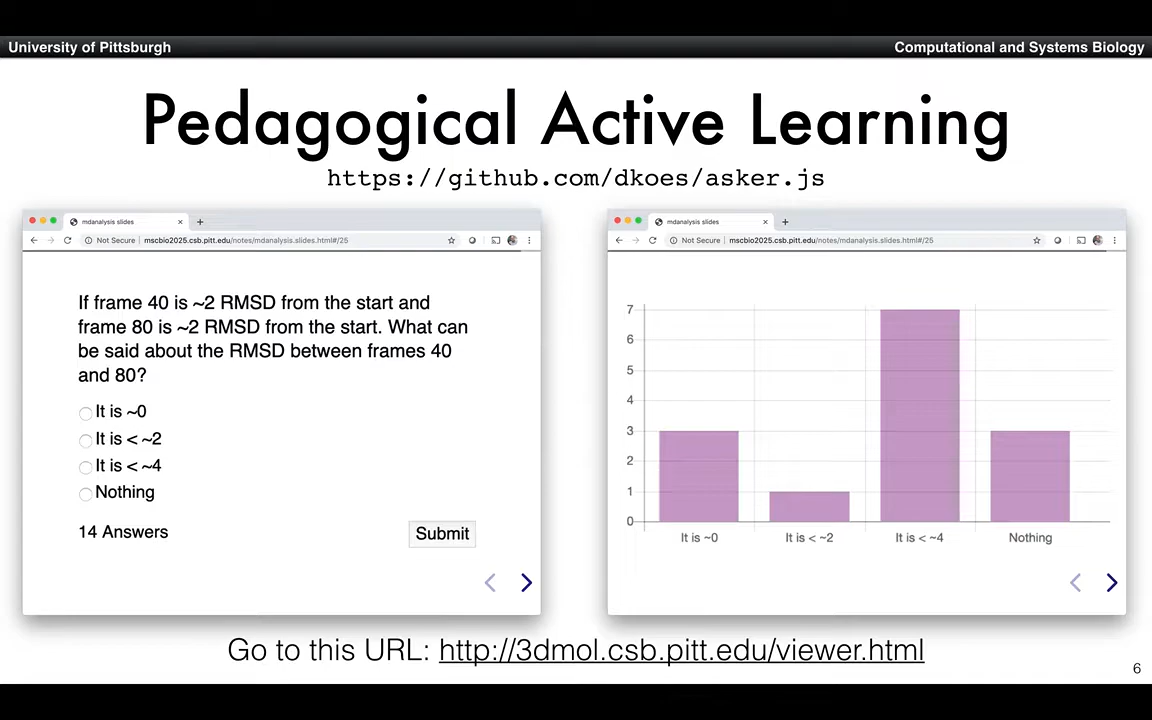 University of Pittsburgh
Computational and Systems Biology
Pedagogical Active Learning
https://github.com/dkoes/asker.js
mdanalysis slides
Not Secure | mscbio2025.csb.pitt.edu/notes/mdanalysis.slides.html#/25
If frame 40 is ~2 RMSD from the start and
frame 80 is ~2 RMSD from the start. What can
be said about the RMSD between frames 40
and 80?
It is ~0
It is < ~2
It is < ~4
Nothing
14 Answers
Submit
mdanalysis slides
Not Secure | mscbio2025.csb.pitt.edu/notes/mdanalysis.slides.html#/25
7
6
5
4
3
2
1
0
It is ~0 It is < ~2 It is < ~4 Nothing
Go to this URL: http://3dmol.csb.pitt.edu/viewer.html
6